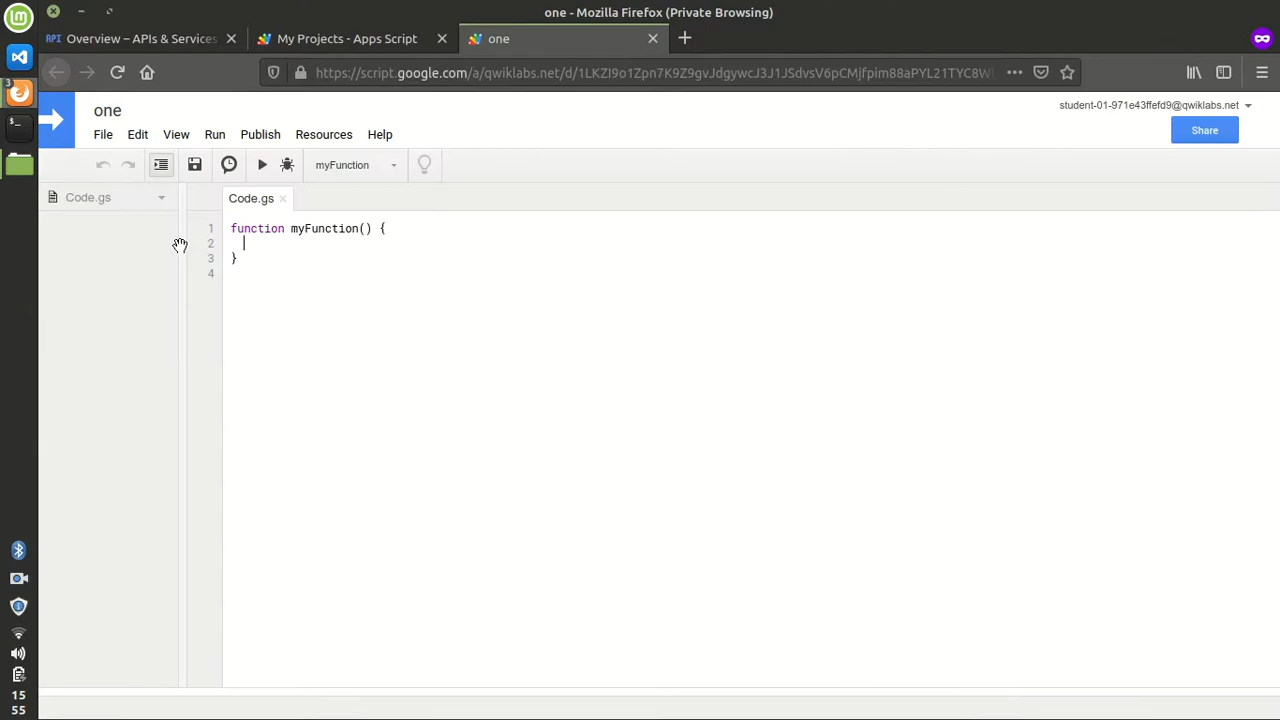 one - Mozilla Firefox (Private Browsing)
RPI Overview – APIs & Services
My Projects - Apps Script
one
3
https://script.google.com/a/qwiklabs.net/d/1LKZI9o1Zpn7K9Z9gvJdgywcJ3J1JSdvsV6pCMjfpim88aPYL21TYC8W
one
student-01-971e43ffefd9@qwiklabs.net
File Edit View Run Publish Resources Help
Share
myFunction
Code.gs
Code.gs
1 function myFunction() {
2
3 }
4
15
55